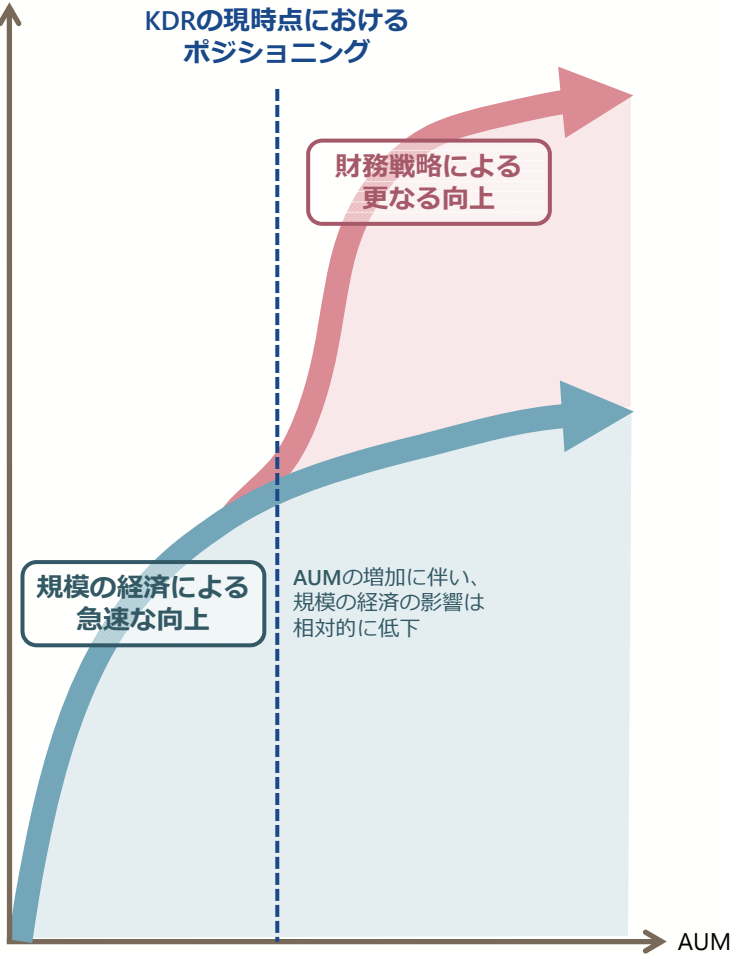 KDRの現時点における
ポジショニング
財務戦略による
更なる向上
規模の経済による
急速な向上
AUMの増加に伴い、
規模の経済の影響は
相対的に低下
AUM